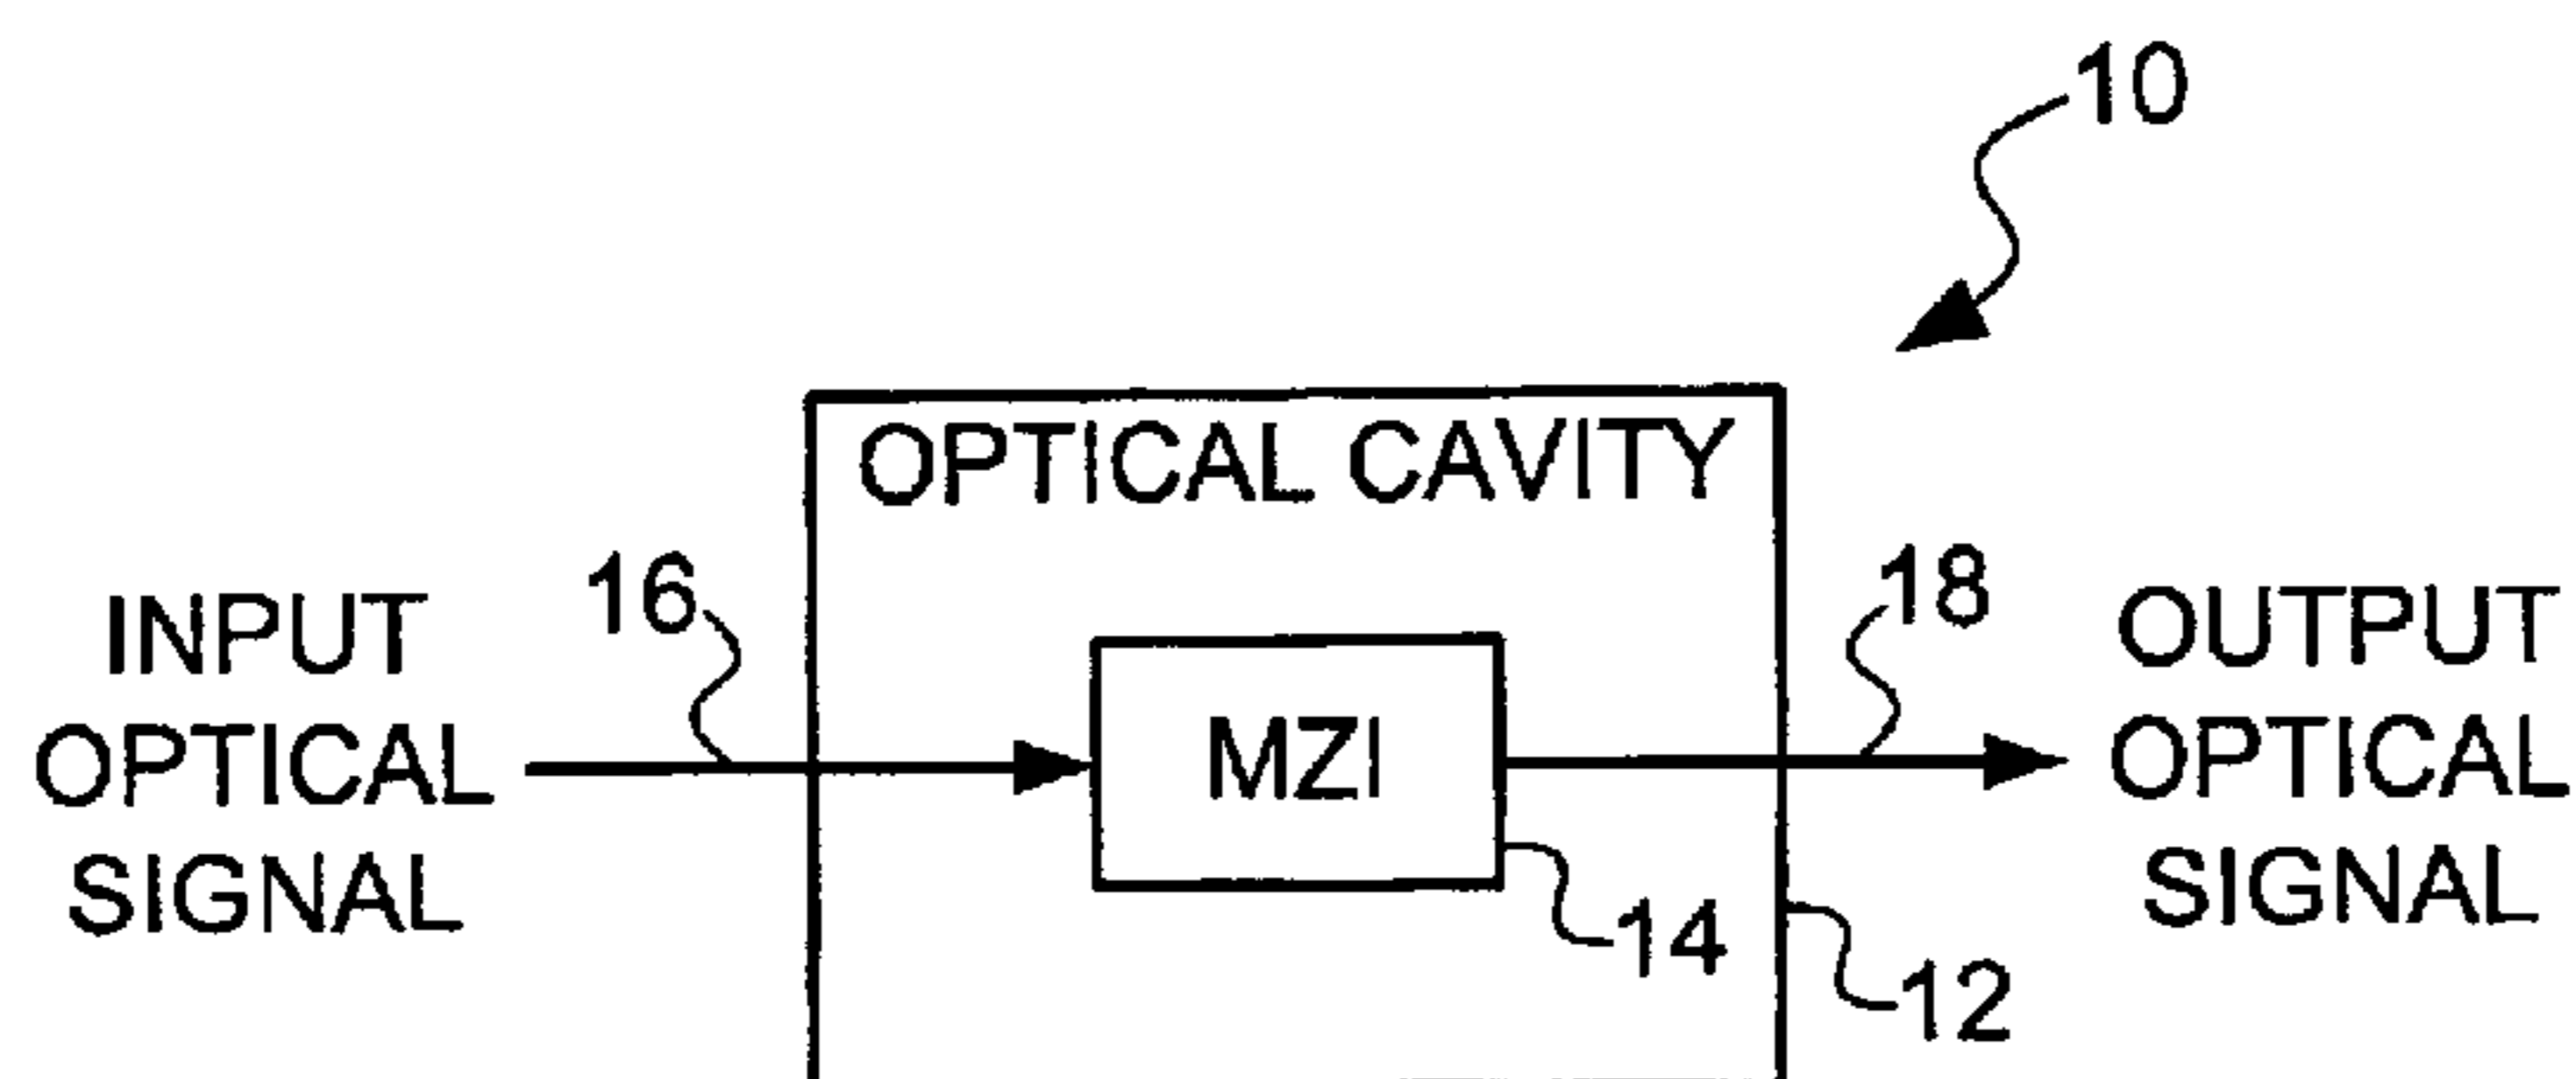 10
OPTICAL CAVITY
16
18
INPUT
OPTICAL
SIGNAL
MZI
OUTPUT
OPTICAL
SIGNAL
14
12